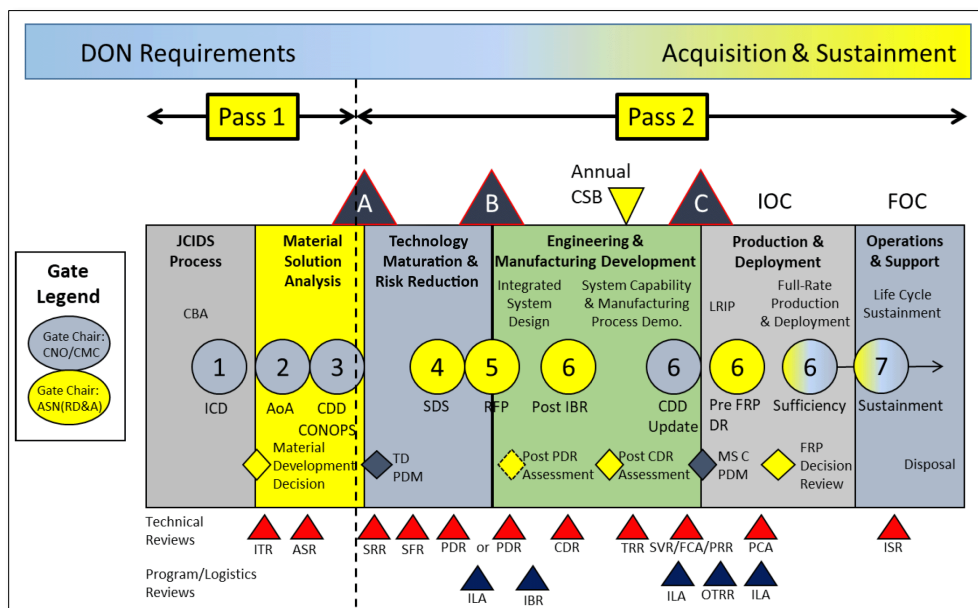 DON Requirements
Acquisition & Sustainment
Pass 1
Pass 2
Annual
CSB
A
B
C
IOC
FOC
Gate
Legend
Gate Chair:
CNO/CMC
Gate Chair:
ASN(RD&A)
JCIDS
Process
Material
Solution
Analysis
Technology
Maturation &
Risk Reduction
Engineering &
Manufacturing Development
Production &
Deployment
Operations
& Support
CBA
Integrated
System
Design
System Capability
& Manufacturing
Process Demo.
LRIP
Full-Rate
Production
& Deployment
Life Cycle
Sustainment
1
2
3
4
5
6
6
6
6
7
ICD
AoA
CDD
CONOPS
SDS
RFP
Post IBR
CDD
Update
Pre FRP
DR
Sufficiency
Sustainment
Material
Development
Decision
TD
PDM
Post PDR
Assessment
Post CDR
Assessment
MS C
PDM
FRP
Decision
Review
Disposal
Technical
Reviews
ITR
ASR
SRR
SFR
PDR
or
PDR
CDR
TRR
SVR/FCA/PRR
PCA
ISR
Program/Logistics
Reviews
ILA
IBR
ILA
OTRR
ILA